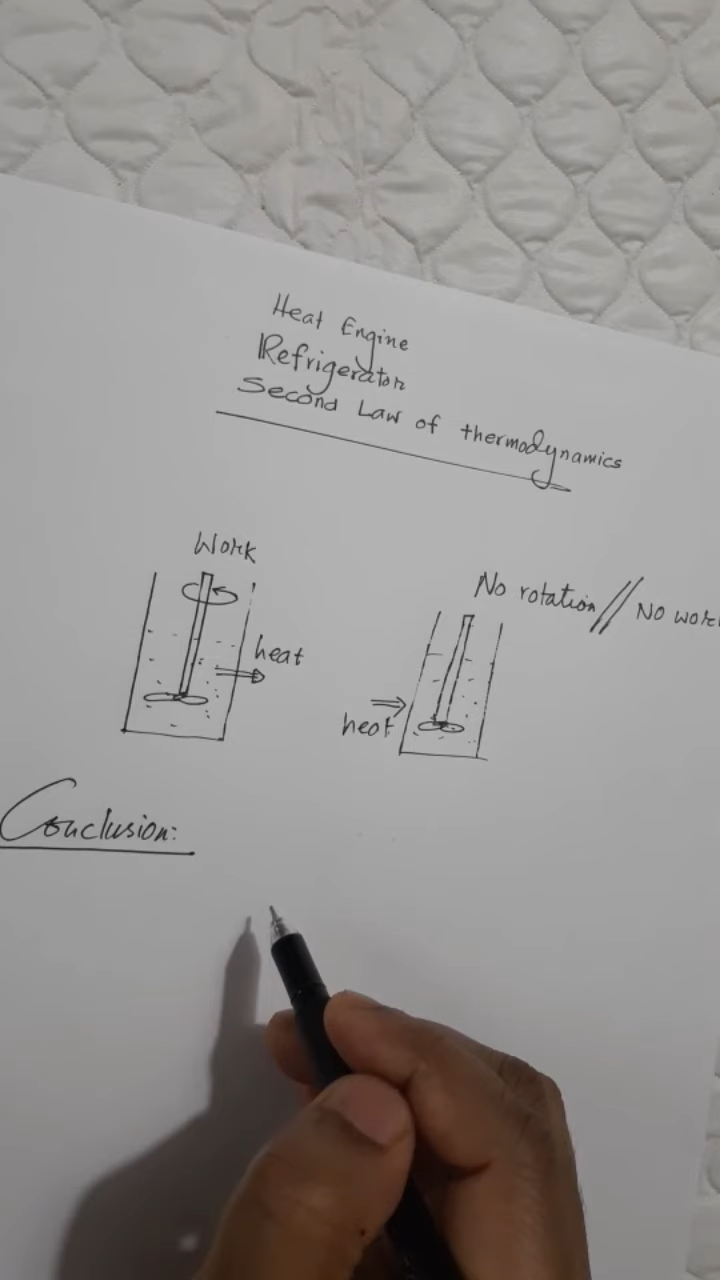 Heat Engine
Refrigerator
Second Law of thermodynamics
Work
heat
No rotation // No work
heat
Conclusion: